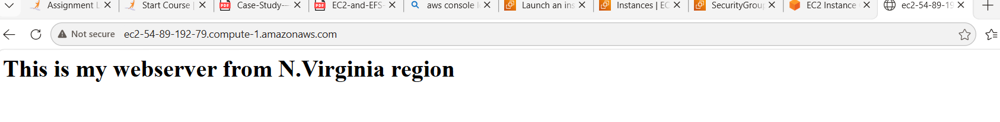 Assignment L Start Course Case-Study— EC2-and-EFS- aws console l Launch an ins Instances | EC SecurityGroup EC2 Instance ec2-54-89-19
Not secure ec2-54-89-192-79.compute-1.amazonaws.com
This is my webserver from N.Virginia region